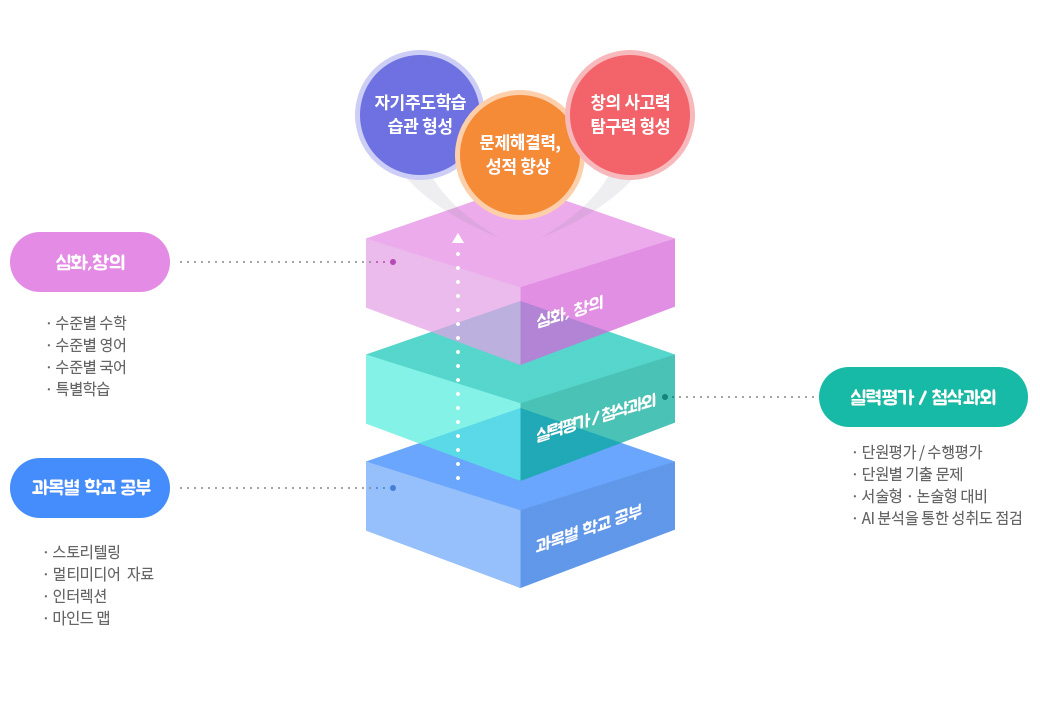 자기주도학습
습관 형성
문제해결력,
성적 향상
창의 사고력
탐구력 형성
심화,창의
· 수준별 수학
· 수준별 영어
· 수준별 국어
· 특별학습
심화, 창의
실력평가 / 첨삭과외
과목별 학교 공부
실력평가 / 첨삭과외
· 단원평가 / 수행평가
· 단원별 기출 문제
· 서술형 · 논술형 대비
· AI 분석을 통한 성취도 점검
과목별 학교 공부
· 스토리텔링
· 멀티미디어 자료
· 인터렉션
· 마인드 맵